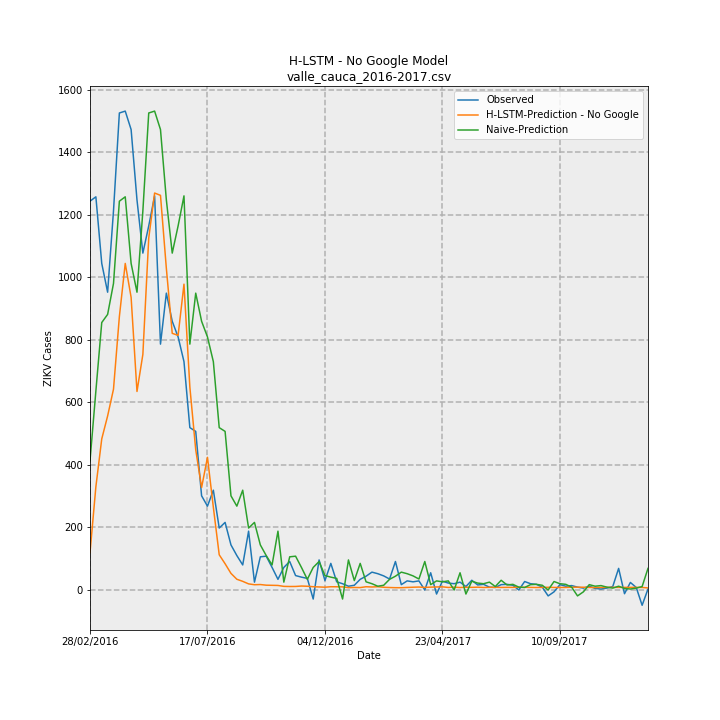 H-LSTM - No Google Model
valle_cauca_2016-2017.csv
Observed
H-LSTM-Prediction - No Google
Naive-Prediction
1600
1400
1200
1000
800
600
400
200
0
ZIKV Cases
28/02/2016
17/07/2016
04/12/2016
23/04/2017
10/09/2017
Date